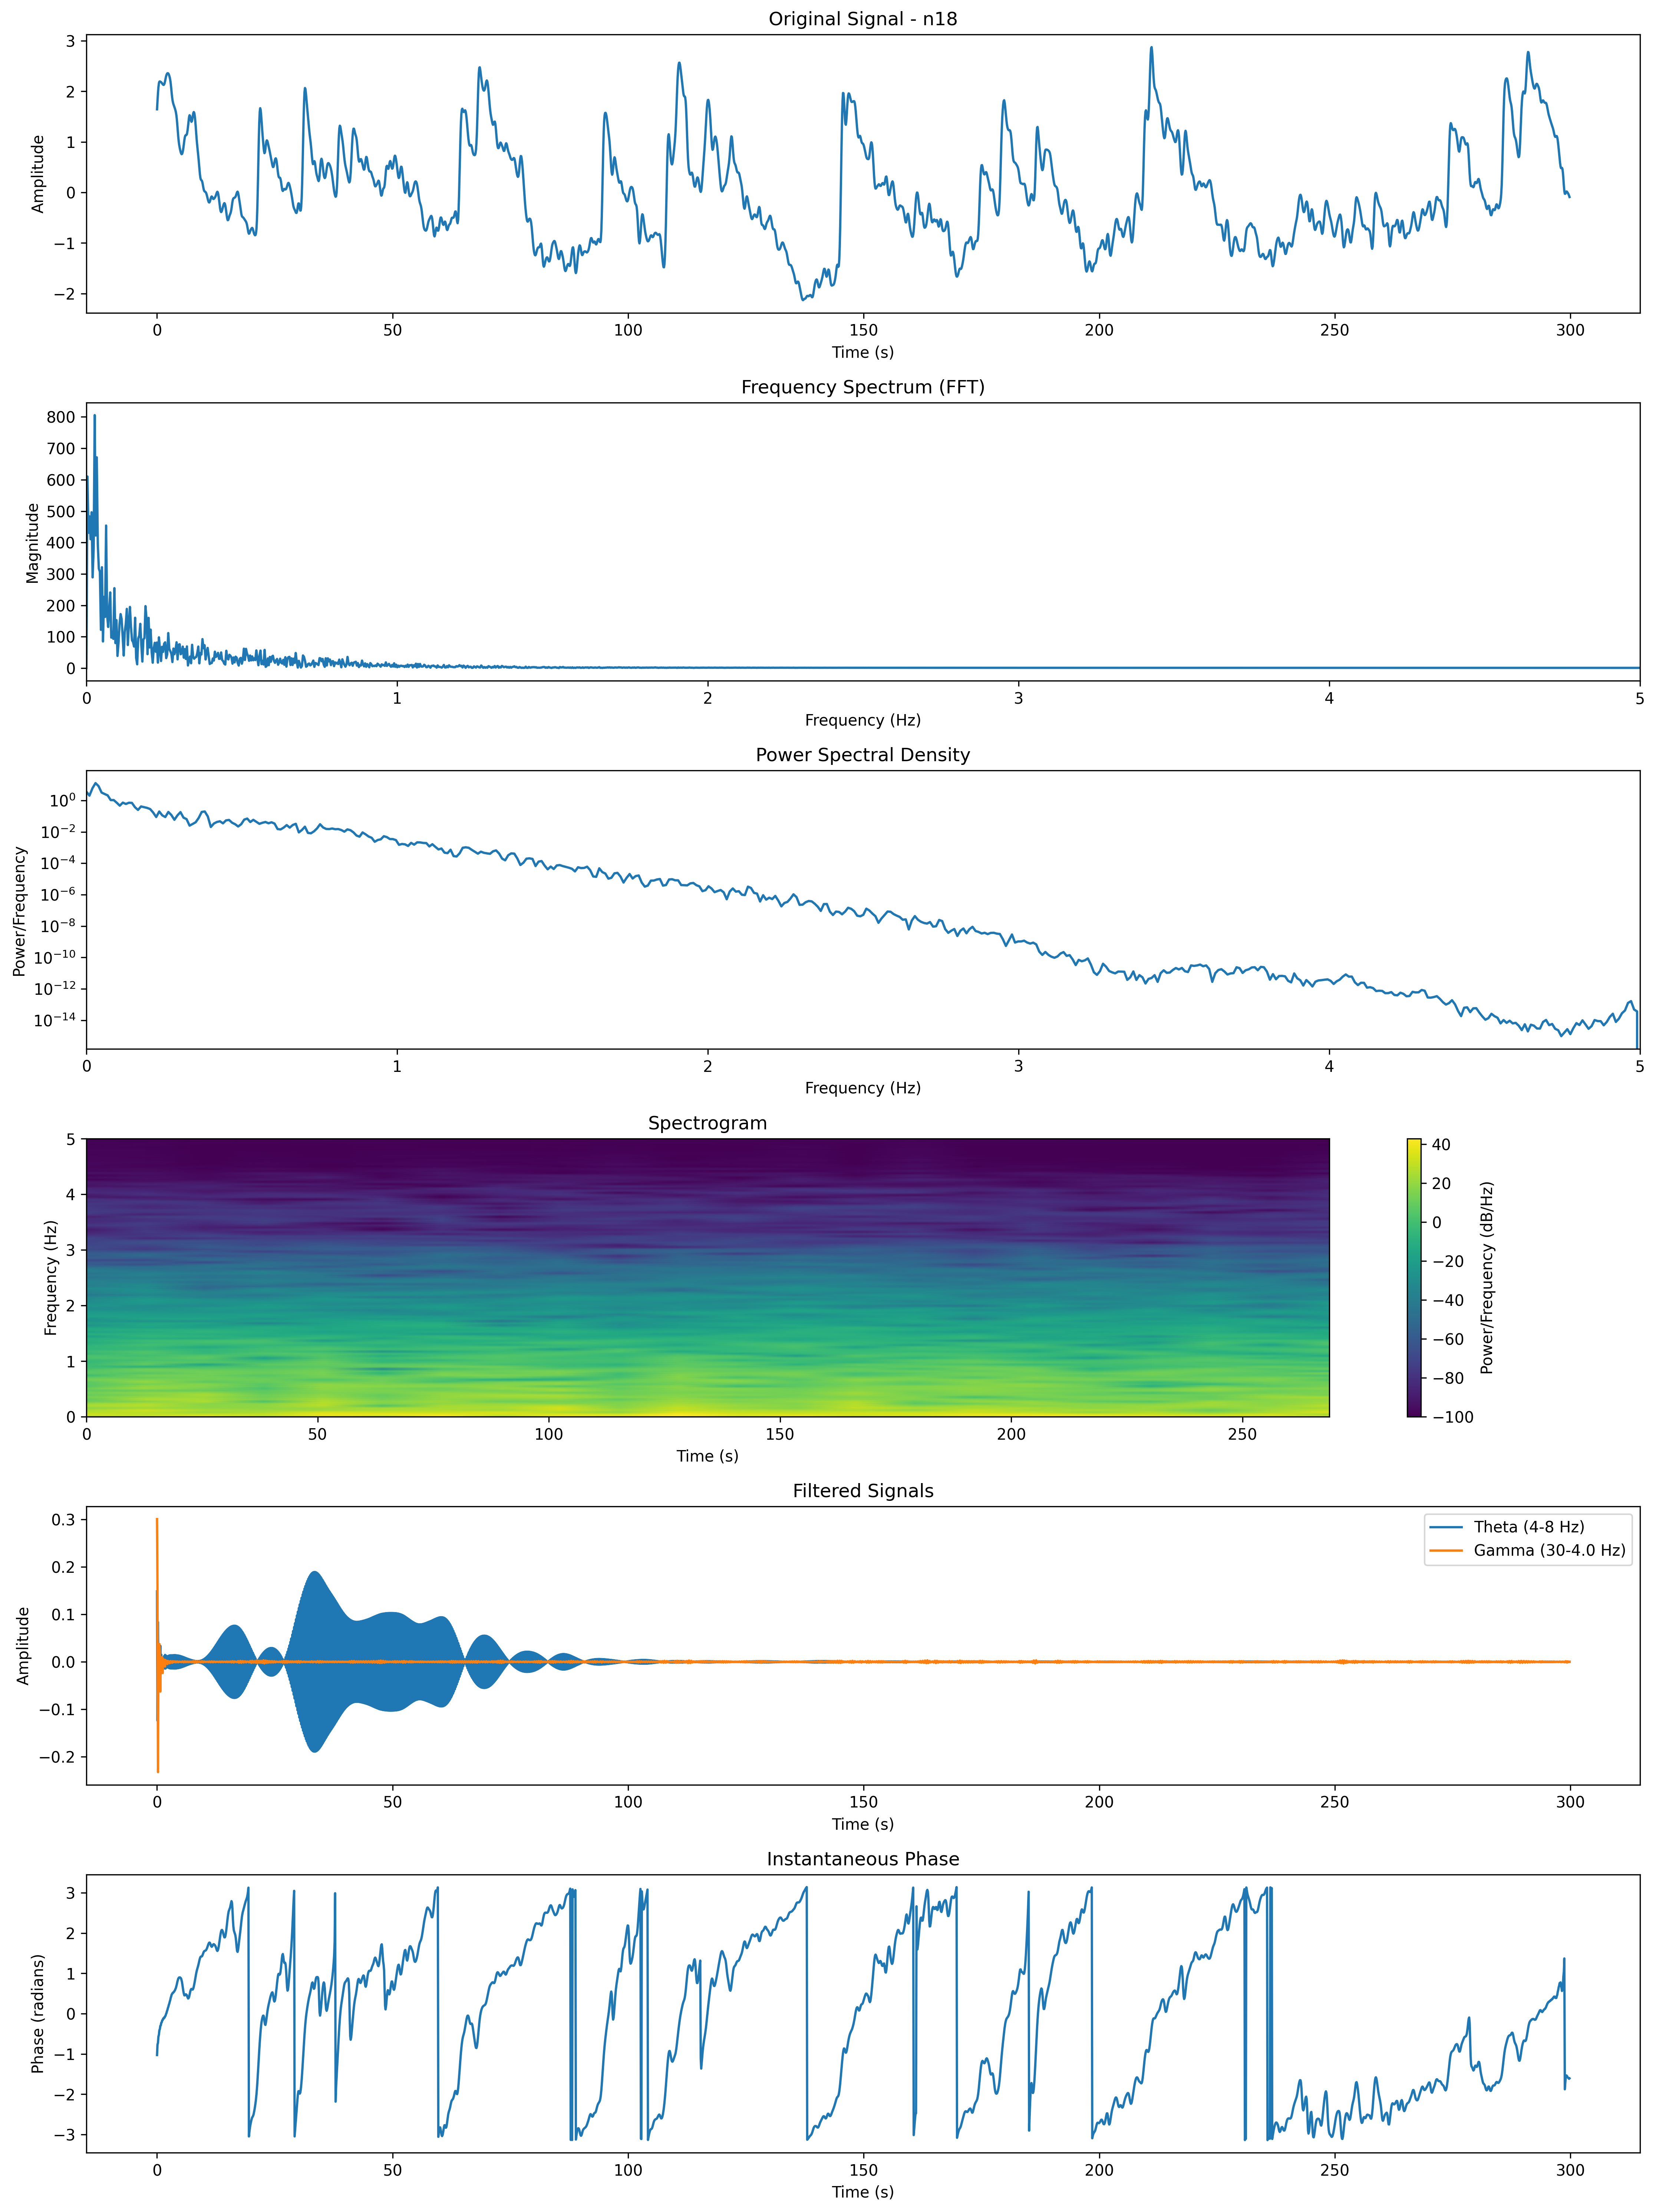 Original Signal - n18
3
2
1
0
−1
−2
Amplitude
0 50 100 150 200 250 300
Time (s)
Frequency Spectrum (FFT)
800
700
600
500
400
300
200
100
0
Magnitude
0 1 2 3 4 5
Frequency (Hz)
Power Spectral Density
10⁰
10⁻²
10⁻⁴
10⁻⁶
10⁻⁸
10⁻¹⁰
10⁻¹²
10⁻¹⁴
Power/Frequency
0 1 2 3 4 5
Frequency (Hz)
Spectrogram
5
4
3
2
1
0
Frequency (Hz)
0 50 100 150 200 250
Time (s)
40
20
0
−20
−40
−60
−80
−100
Power/Frequency (dB/Hz)
Filtered Signals
0.3
0.2
0.1
0.0
−0.1
−0.2
Amplitude
Theta (4-8 Hz)
Gamma (30-4.0 Hz)
0 50 100 150 200 250 300
Time (s)
Instantaneous Phase
3
2
1
0
−1
−2
−3
Phase (radians)
0 50 100 150 200 250 300
Time (s)